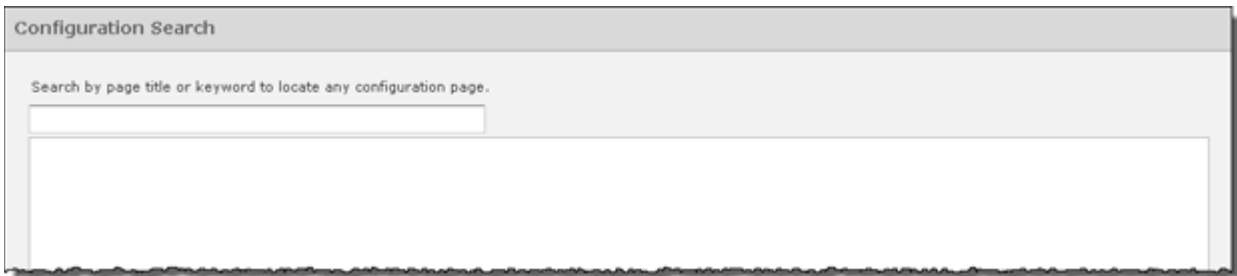 Configuration Search
Search by page title or keyword to locate any configuration page.